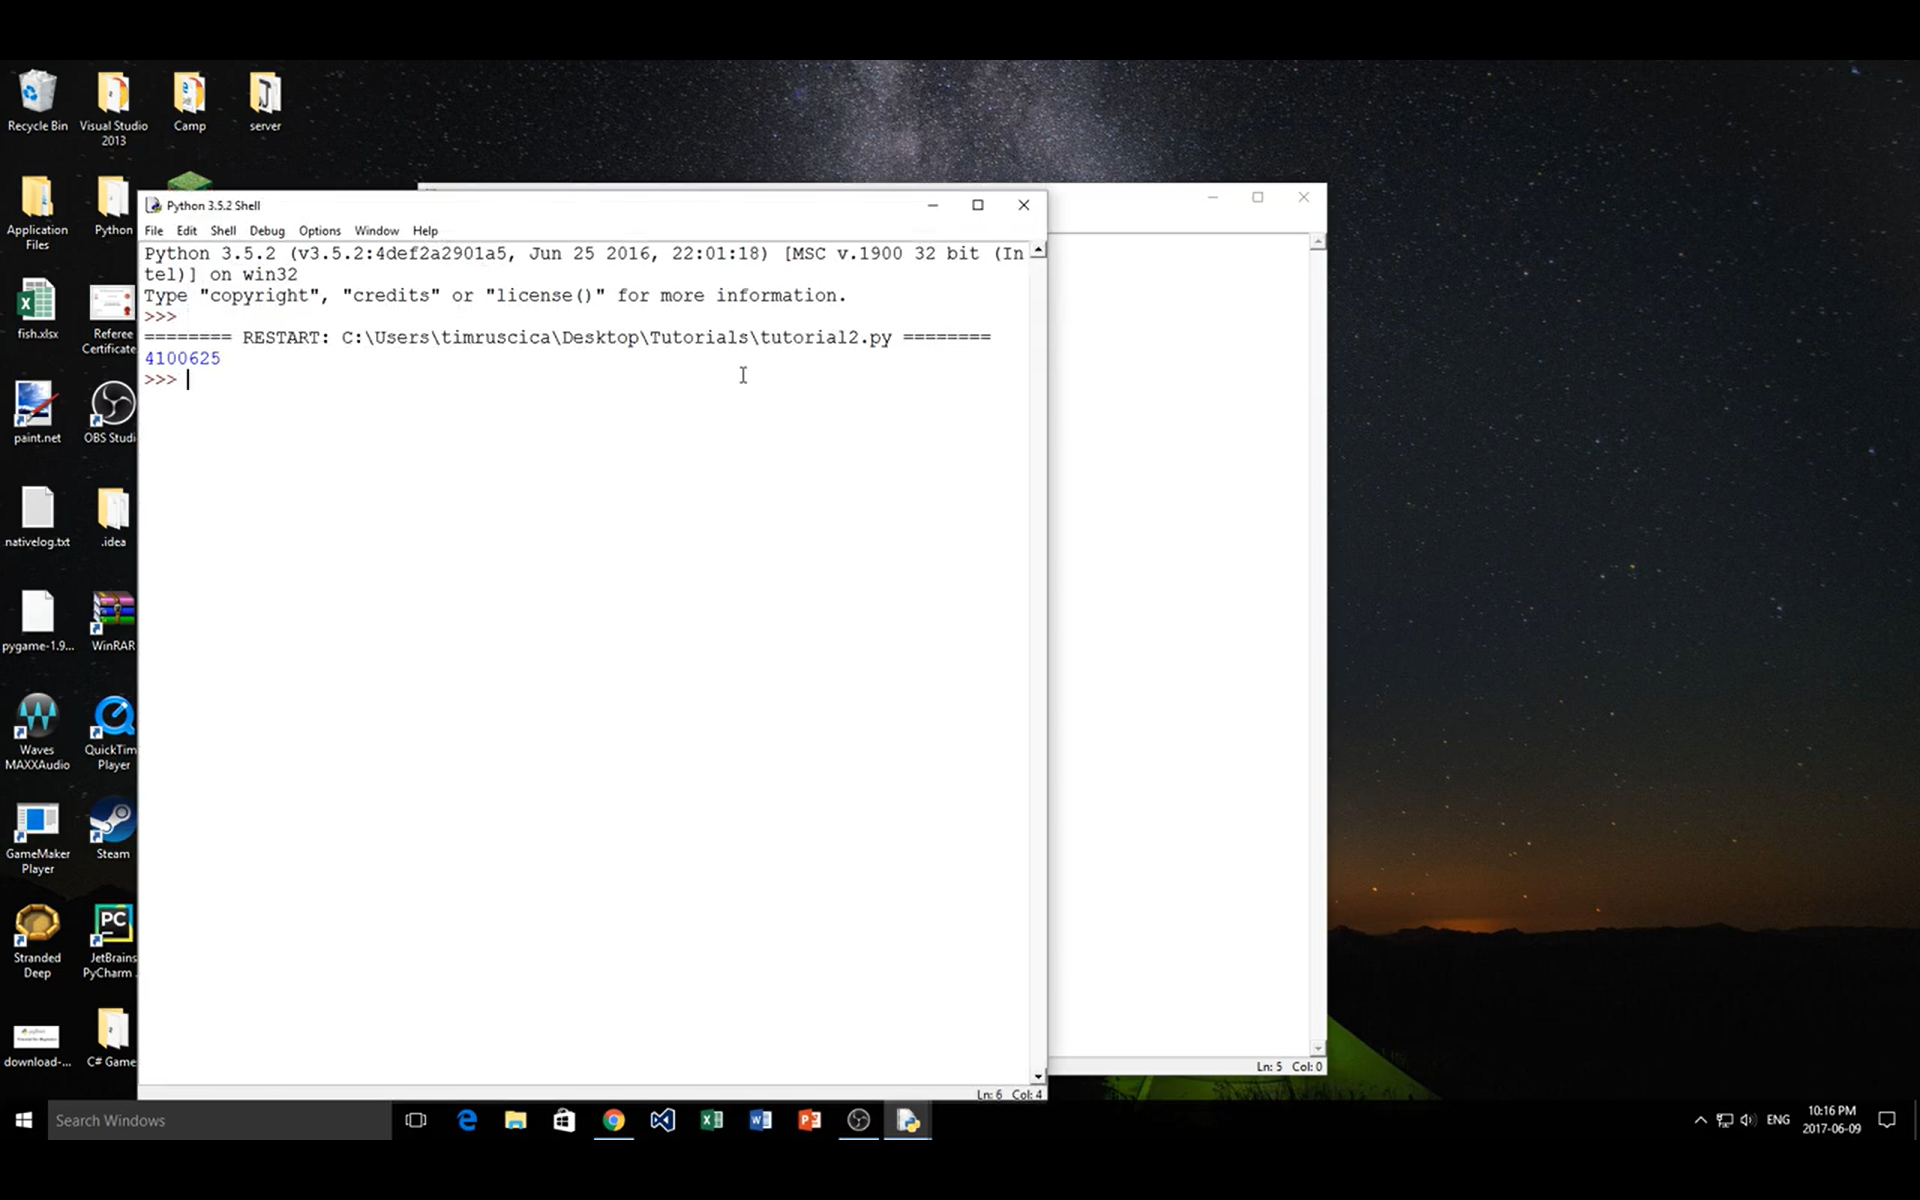 Recycle Bin
Visual Studio
2013
Camp
server
Application
Files
Python
fish.xlsx
Referee
Certificate
paint.net
OBS Studi
nativelog.txt
.idea
pygame-1.9...
WinRAR
Waves
MAXXAudio
QuickTim
Player
GameMaker
Player
Steam
Stranded
Deep
JetBrains
PyCharm
download-...
C# Game
Python 3.5.2 Shell
File Edit Shell Debug Options Window Help
Python 3.5.2 (v3.5.2:4def2a2901a5, Jun 25 2016, 22:01:18) [MSC v.1900 32 bit (In
tel)] on win32
Type "copyright", "credits" or "license()" for more information.
>>>
======== RESTART: C:\Users\timruscica\Desktop\Tutorials\tutorial2.py ========
4100625
>>>
Ln: 6 Col: 4
Ln: 5 Col: 0
Search Windows
ENG
10:16 PM
2017-06-09